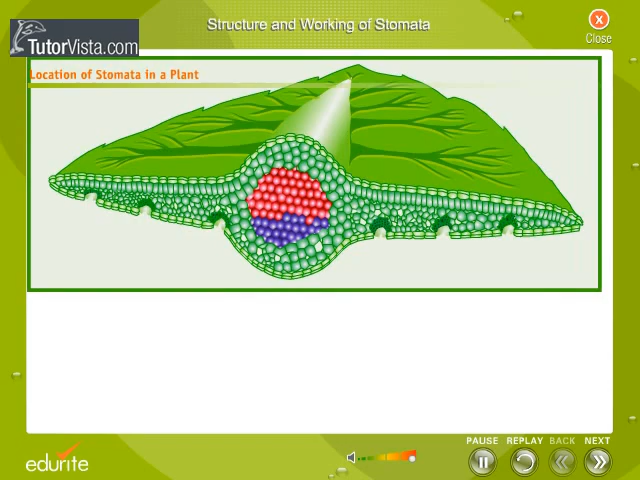 Structure and Working of Stomata
X
Close
TutorVista.com
Location of Stomata in a Plant
PAUSE REPLAY BACK NEXT
edurite